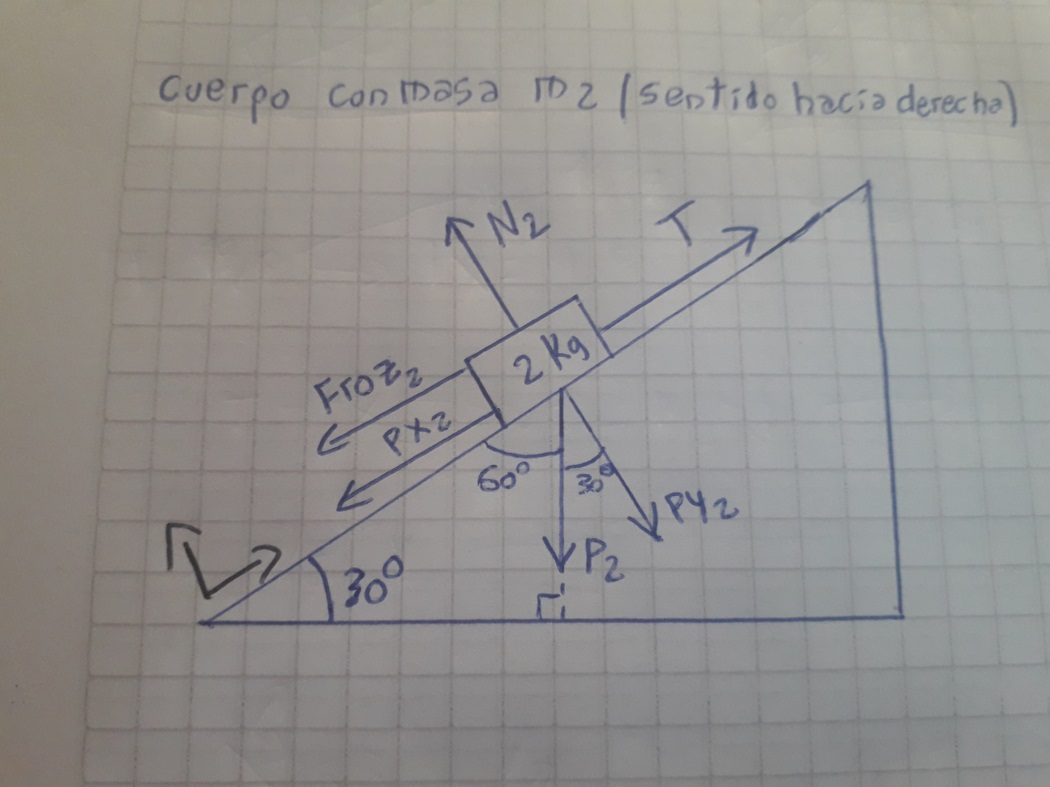 cuerpo con masa m2 (sentido hacia derecha)
N2
T
2 Kg
Froz2
PX2
60°
30°
PY2
P2
30°